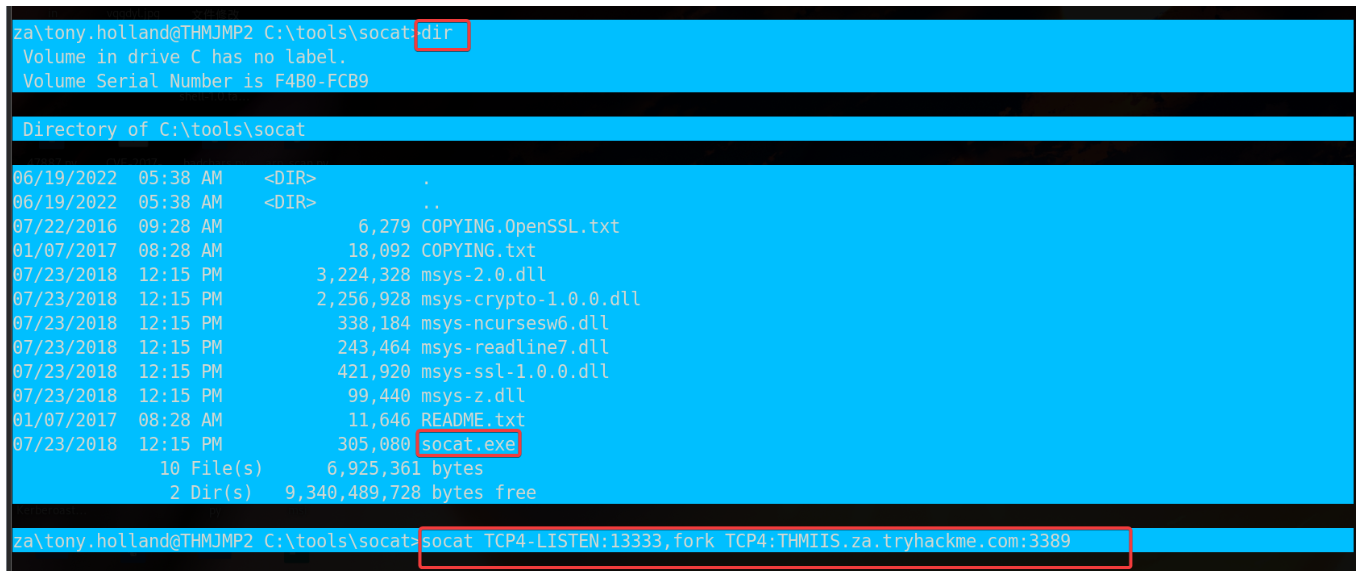 za\tony.holland@THMJMP2 C:\tools\socat>dir
 Volume in drive C has no label.
 Volume Serial Number is F4B0-FCB9
 Directory of C:\tools\socat
06/19/2022  05:38 AM    <DIR>          .
06/19/2022  05:38 AM    <DIR>          ..
07/22/2016  09:28 AM             6,279 COPYING.OpenSSL.txt
01/07/2017  08:28 AM            18,092 COPYING.txt
07/23/2018  12:15 PM         3,224,328 msys-2.0.dll
07/23/2018  12:15 PM         2,256,928 msys-crypto-1.0.0.dll
07/23/2018  12:15 PM           338,184 msys-ncursesw6.dll
07/23/2018  12:15 PM           243,464 msys-readline7.dll
07/23/2018  12:15 PM           421,920 msys-ssl-1.0.0.dll
07/23/2018  12:15 PM            99,440 msys-z.dll
01/07/2017  08:28 AM            11,646 README.txt
07/23/2018  12:15 PM           305,080 socat.exe
              10 File(s)      6,925,361 bytes
               2 Dir(s)   9,340,489,728 bytes free
za\tony.holland@THMJMP2 C:\tools\socat>socat TCP4-LISTEN:13333,fork TCP4:THMIIS.za.tryhackme.com:3389